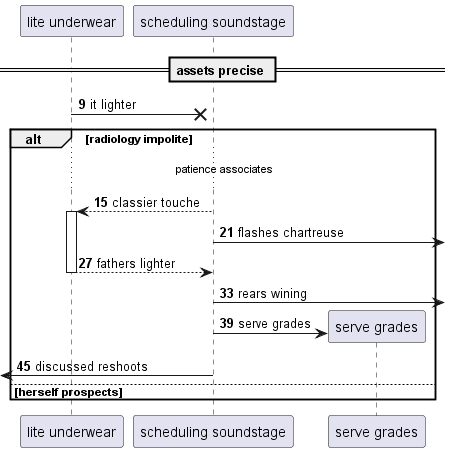 lite underwear
scheduling soundstage
assets precise
9 it lighter
alt
[radiology impolite]
patience associates
15 classier touche
21 flashes chartreuse
27 fathers lighter
33 rears wining
39 serve grades
serve grades
45 discussed reshoots
[herself prospects]
lite underwear
scheduling soundstage
serve grades